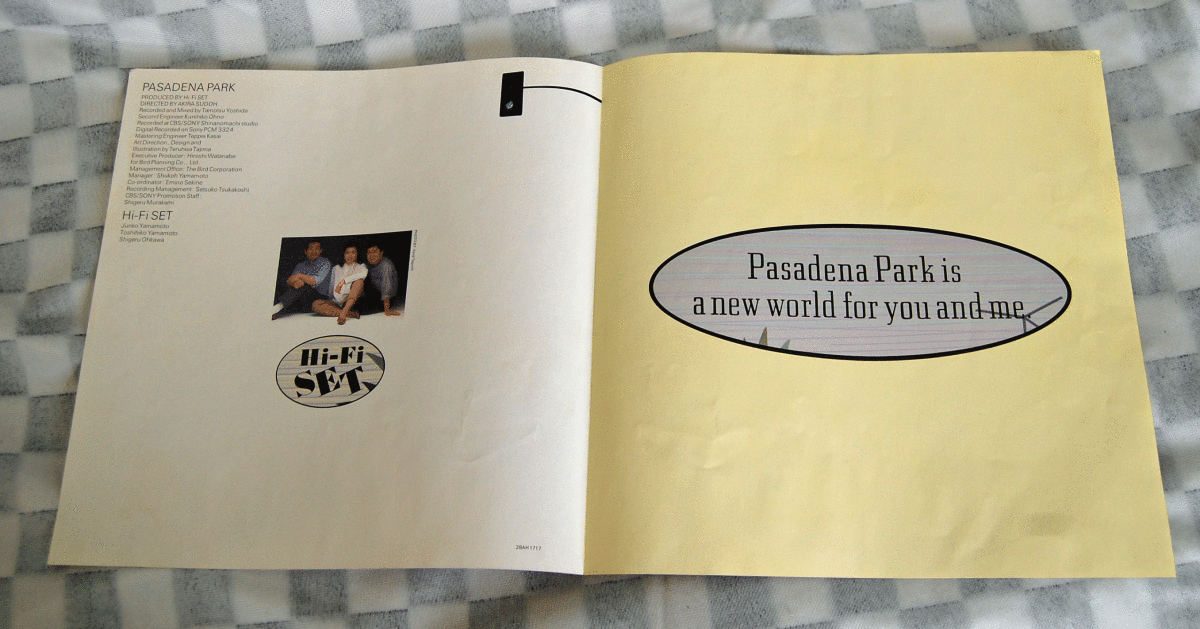 PASADENA PARK
PRODUCED BY Hi-Fi SET
DIRECTED BY AKIRA SUDOH
Recorded and Mixed by Tamotsu Yoshida
Second Engineer Kunihiko Ohno
Recorded at CBS/SONY Shinanomachi studio
Digital Recorded on Sony PCM 3324
Mastering Engineer Teppei Kasai
Art Direction, Design and
Illustration by Teruhisa Tajima
Executive Producer: Hiroshi Watanabe
for Bird Planning Co., Ltd.
Management Office: The Bird Corporation
Manager: Shukoh Yamamoto
Co-ordinator: Emiko Sekine
Recording Management: Setsuko Tsukakoshi
CBS/SONY Promotion Staff:
Shigeru Murakami
Hi-Fi SET
Junko Yamamoto
Toshihiko Yamamoto
Shigeru Ohkawa
Hi-Fi
SET
28AH 1717
Pasadena Park is
a new world for you and me.